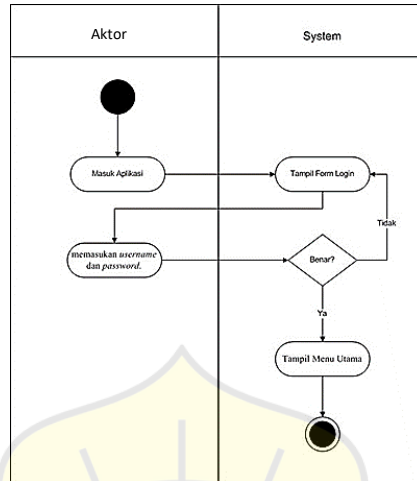 Aktor
System
Masuk Aplikasi
Tampil Form Login
Tidak
memasukan username
dan password.
Benar?
Ya
Tampil Menu Utama